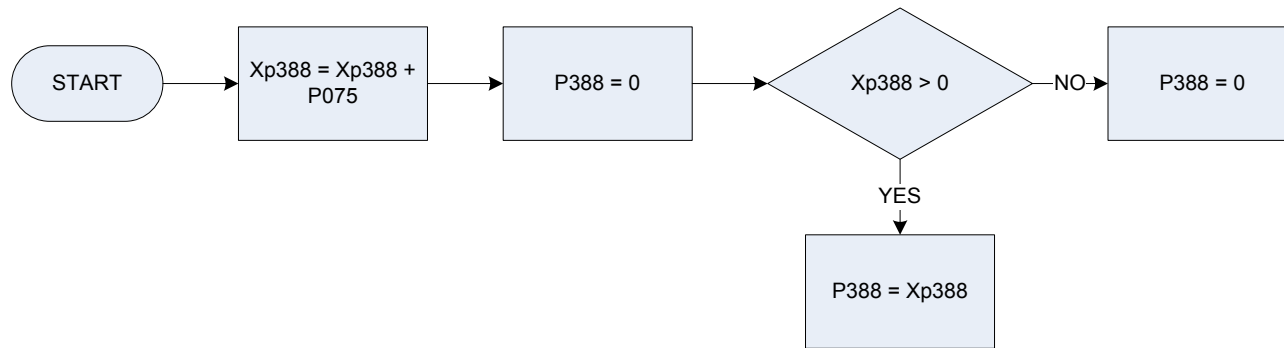 START
Xp388 = Xp388 +
P075
P388 = 0
Xp388 > 0
NO
P388 = 0
YES
P388 = Xp388